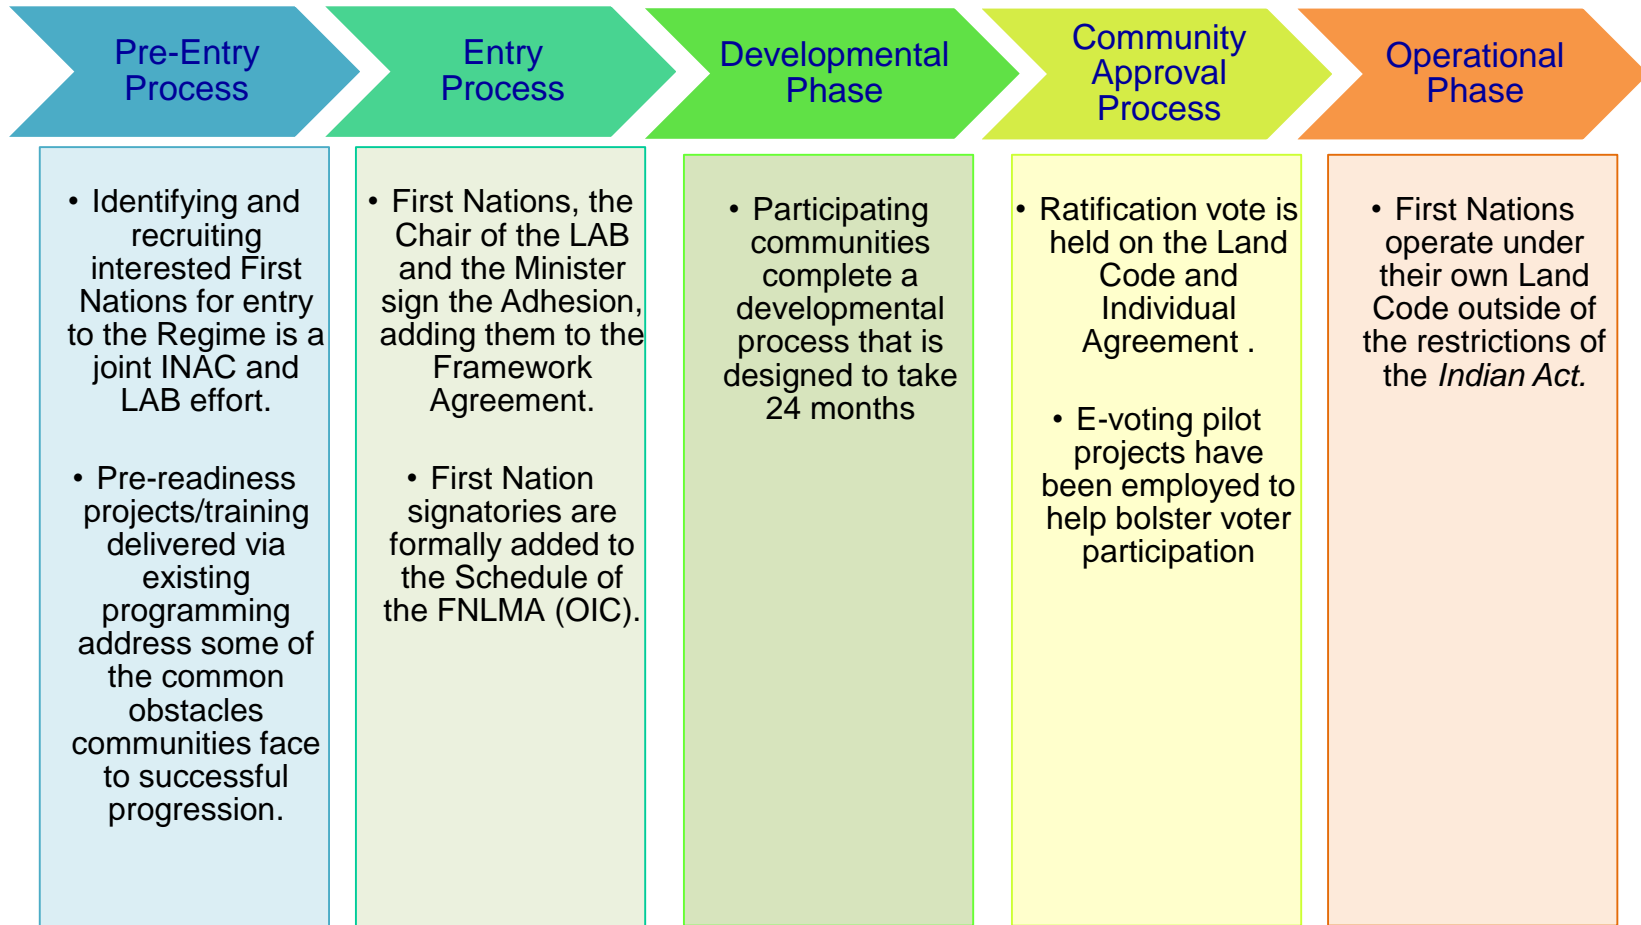 Pre-Entry
Process
Entry
Process
Developmental
Phase
Community
Approval
Process
Operational
Phase
• Identifying and
recruiting
interested First
Nations for entry
to the Regime is a
joint INAC and
LAB effort.
• Pre-readiness
projects/training
delivered via
existing
programming
address some of
the common
obstacles
communities face
to successful
progression.
• First Nations, the
Chair of the LAB
and the Minister
sign the Adhesion,
adding them to the
Framework
Agreement.
• First Nation
signatories are
formally added to
the Schedule of
the FNLMA (OIC).
• Participating
communities
complete a
developmental
process that is
designed to take
24 months
• Ratification vote is
held on the Land
Code and
Individual
Agreement .
• E-voting pilot
projects have
been employed to
help bolster voter
participation
• First Nations
operate under
their own Land
Code outside of
the restrictions of
the Indian Act.